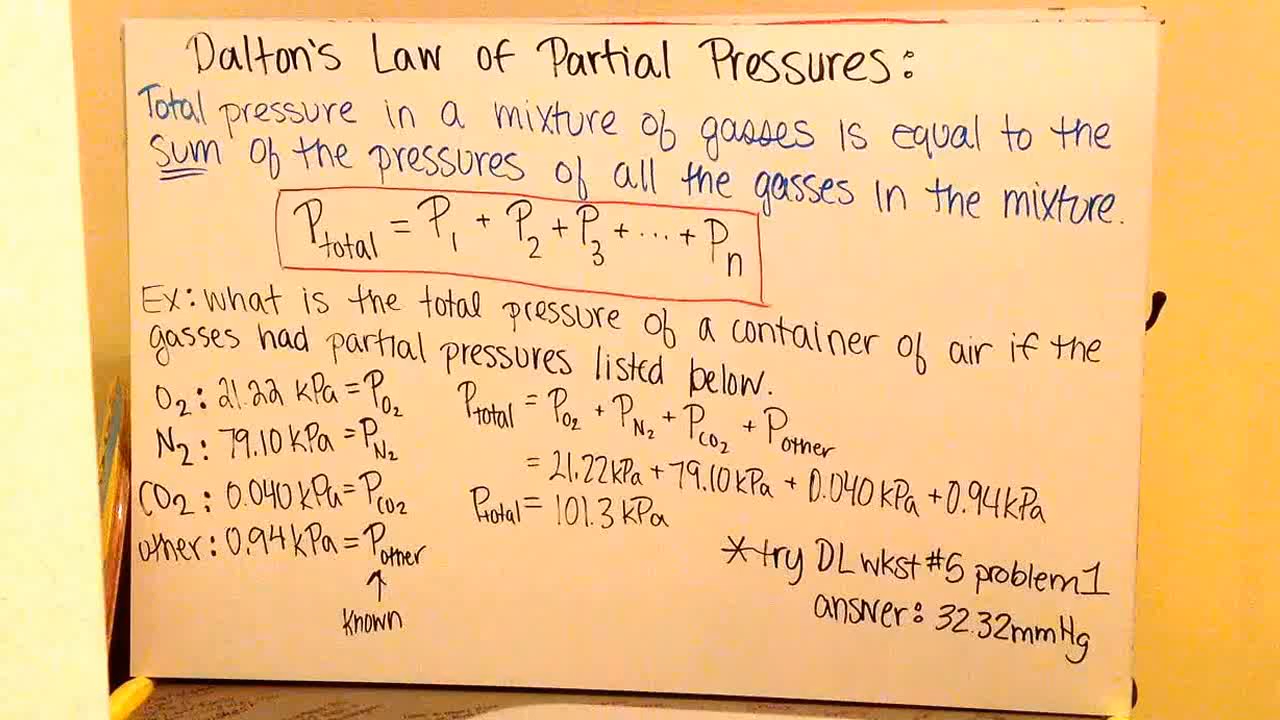 Dalton's Law of Partial Pressures:
Total pressure in a mixture of gasses is equal to the
sum of the pressures of all the gasses in the mixture.
P total = P1 + P2 + P3 + ... + Pn
Ex: what is the total pressure of a container of air if the
gasses had partial pressures listed below.
O2: 21.22 kPa = PO2
N2: 79.10 kPa = PN2
CO2: 0.040 kPa = PCO2
other: 0.94 kPa = Pother
↑
known
Ptotal = PO2 + PN2 + PCO2 + Pother
= 21.22kPa + 79.10 kPa + 0.040 kPa + 0.94 kPa
Ptotal = 101.3 kPa
*try DL wkst #5 problem 1
answer: 32.32mmHg